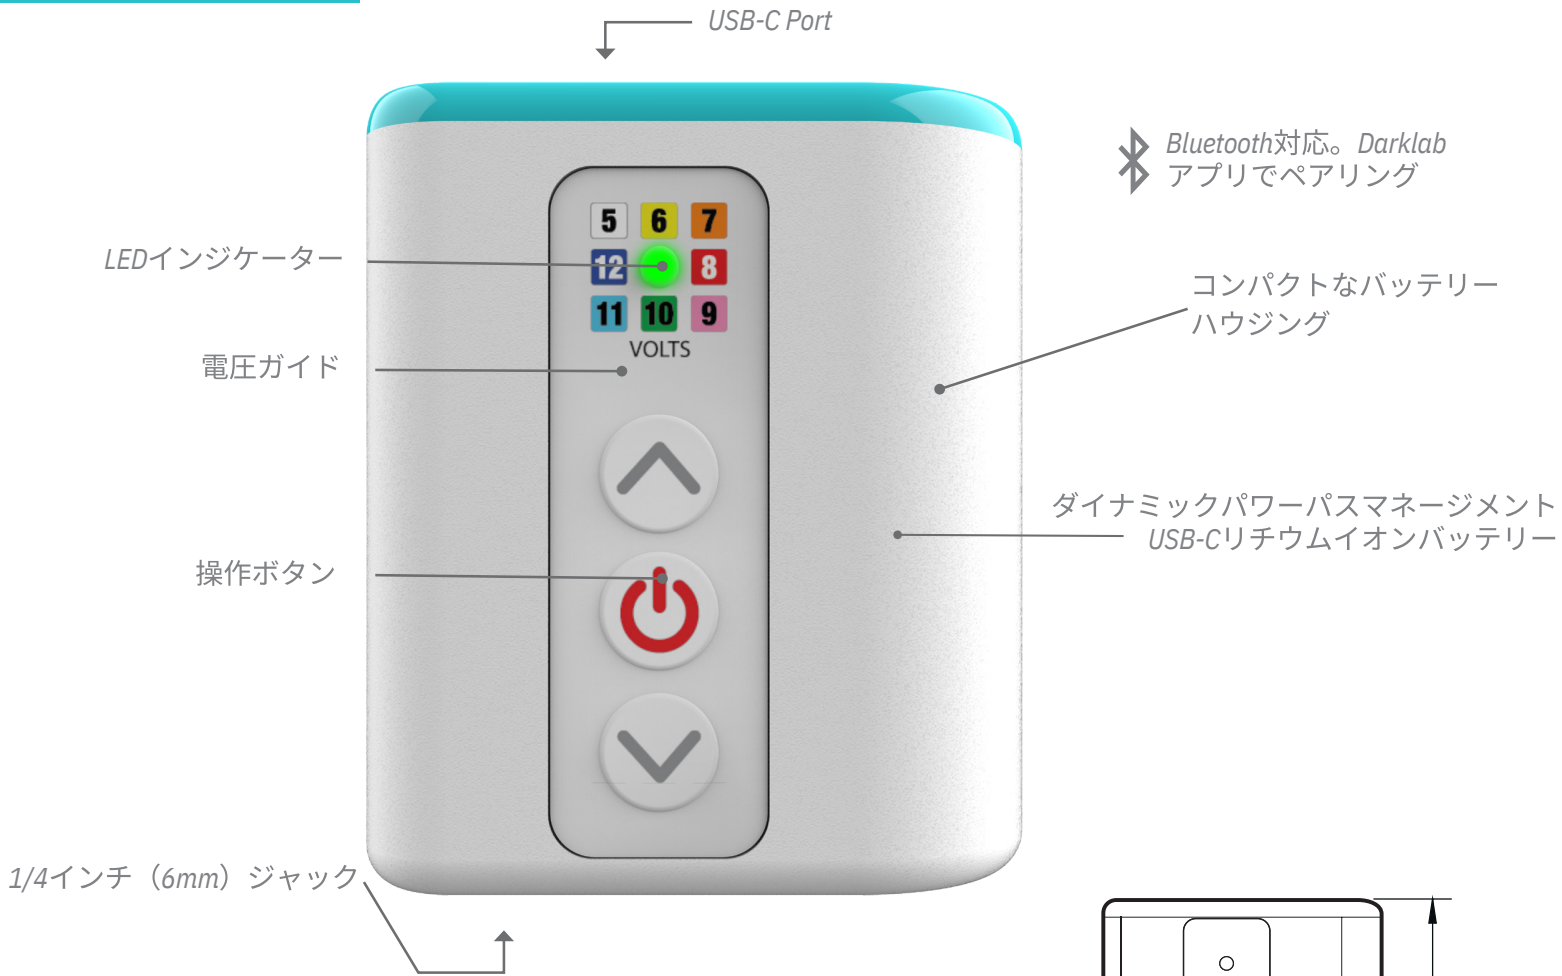 USB-C Port
Bluetooth対応。Darklab
アプリでペアリング
5 6 7
LEDインジケーター
12 8
11 10 9
VOLTS
コンパクトなバッテリー
ハウジング
電圧ガイド
ダイナミックパワーパスマネージメント
USB-Cリチウムイオンバッテリー
操作ボタン
1/4インチ（6mm）ジャック